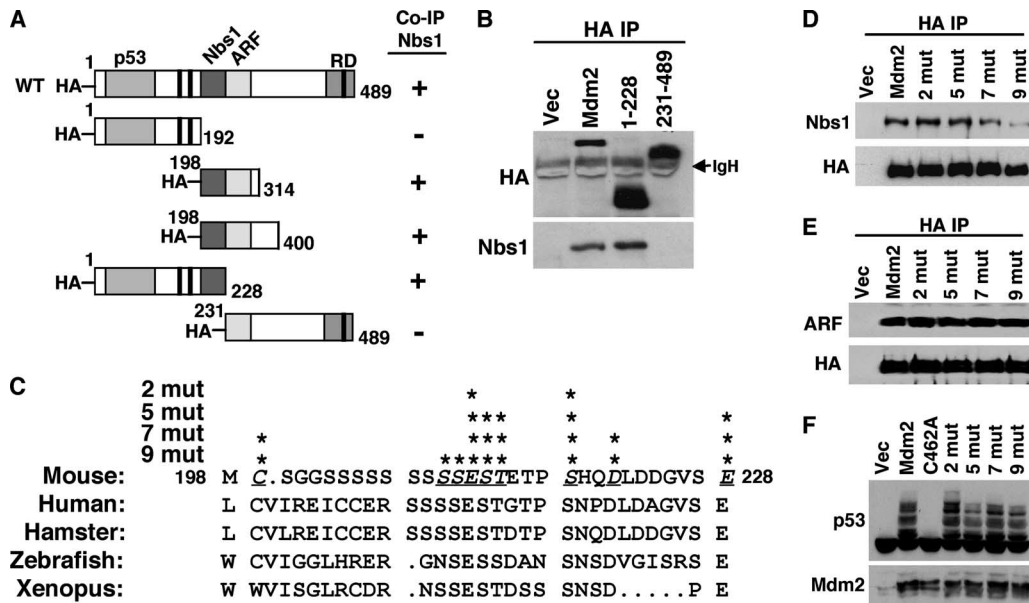 A
Co-IP
Nbs1
1
p53
Nbs1
ARF
RD
WT
HA
489
+
1
HA
192
-
198
HA
314
+
198
HA
400
+
1
HA
228
+
231
HA
489
-
B
HA IP
Vec
Mdm2
1-228
231-489
HA
IgH
Nbs1
C
2 mut * *
5 mut *** * *
7 mut * *** * * *
9 mut * ***** * * *
Mouse: 198 M C.SGGSSSSS SSSSESTETP SHQDLDDGVS E 228
Human: L CVIREICCER SSSSESTGTP SNPDLDAGVS E
Hamster: L CVLREICCER SSSSESTDTP SNQDLDDGVS E
Zebrafish: W CVIGGLHRER .GNSESSDAN SNSDVGISRS E
Xenopus: W WVISGLRCDR NSSSESTDSS SNSD.....P E
D
HA IP
Vec
Mdm2
2 mut
5 mut
7 mut
9 mut
Nbs1
HA
E
HA IP
Vec
Mdm2
2 mut
5 mut
7 mut
9 mut
ARF
HA
F
Vec
Mdm2
C462A
2 mut
5 mut
7 mut
9 mut
p53
Mdm2